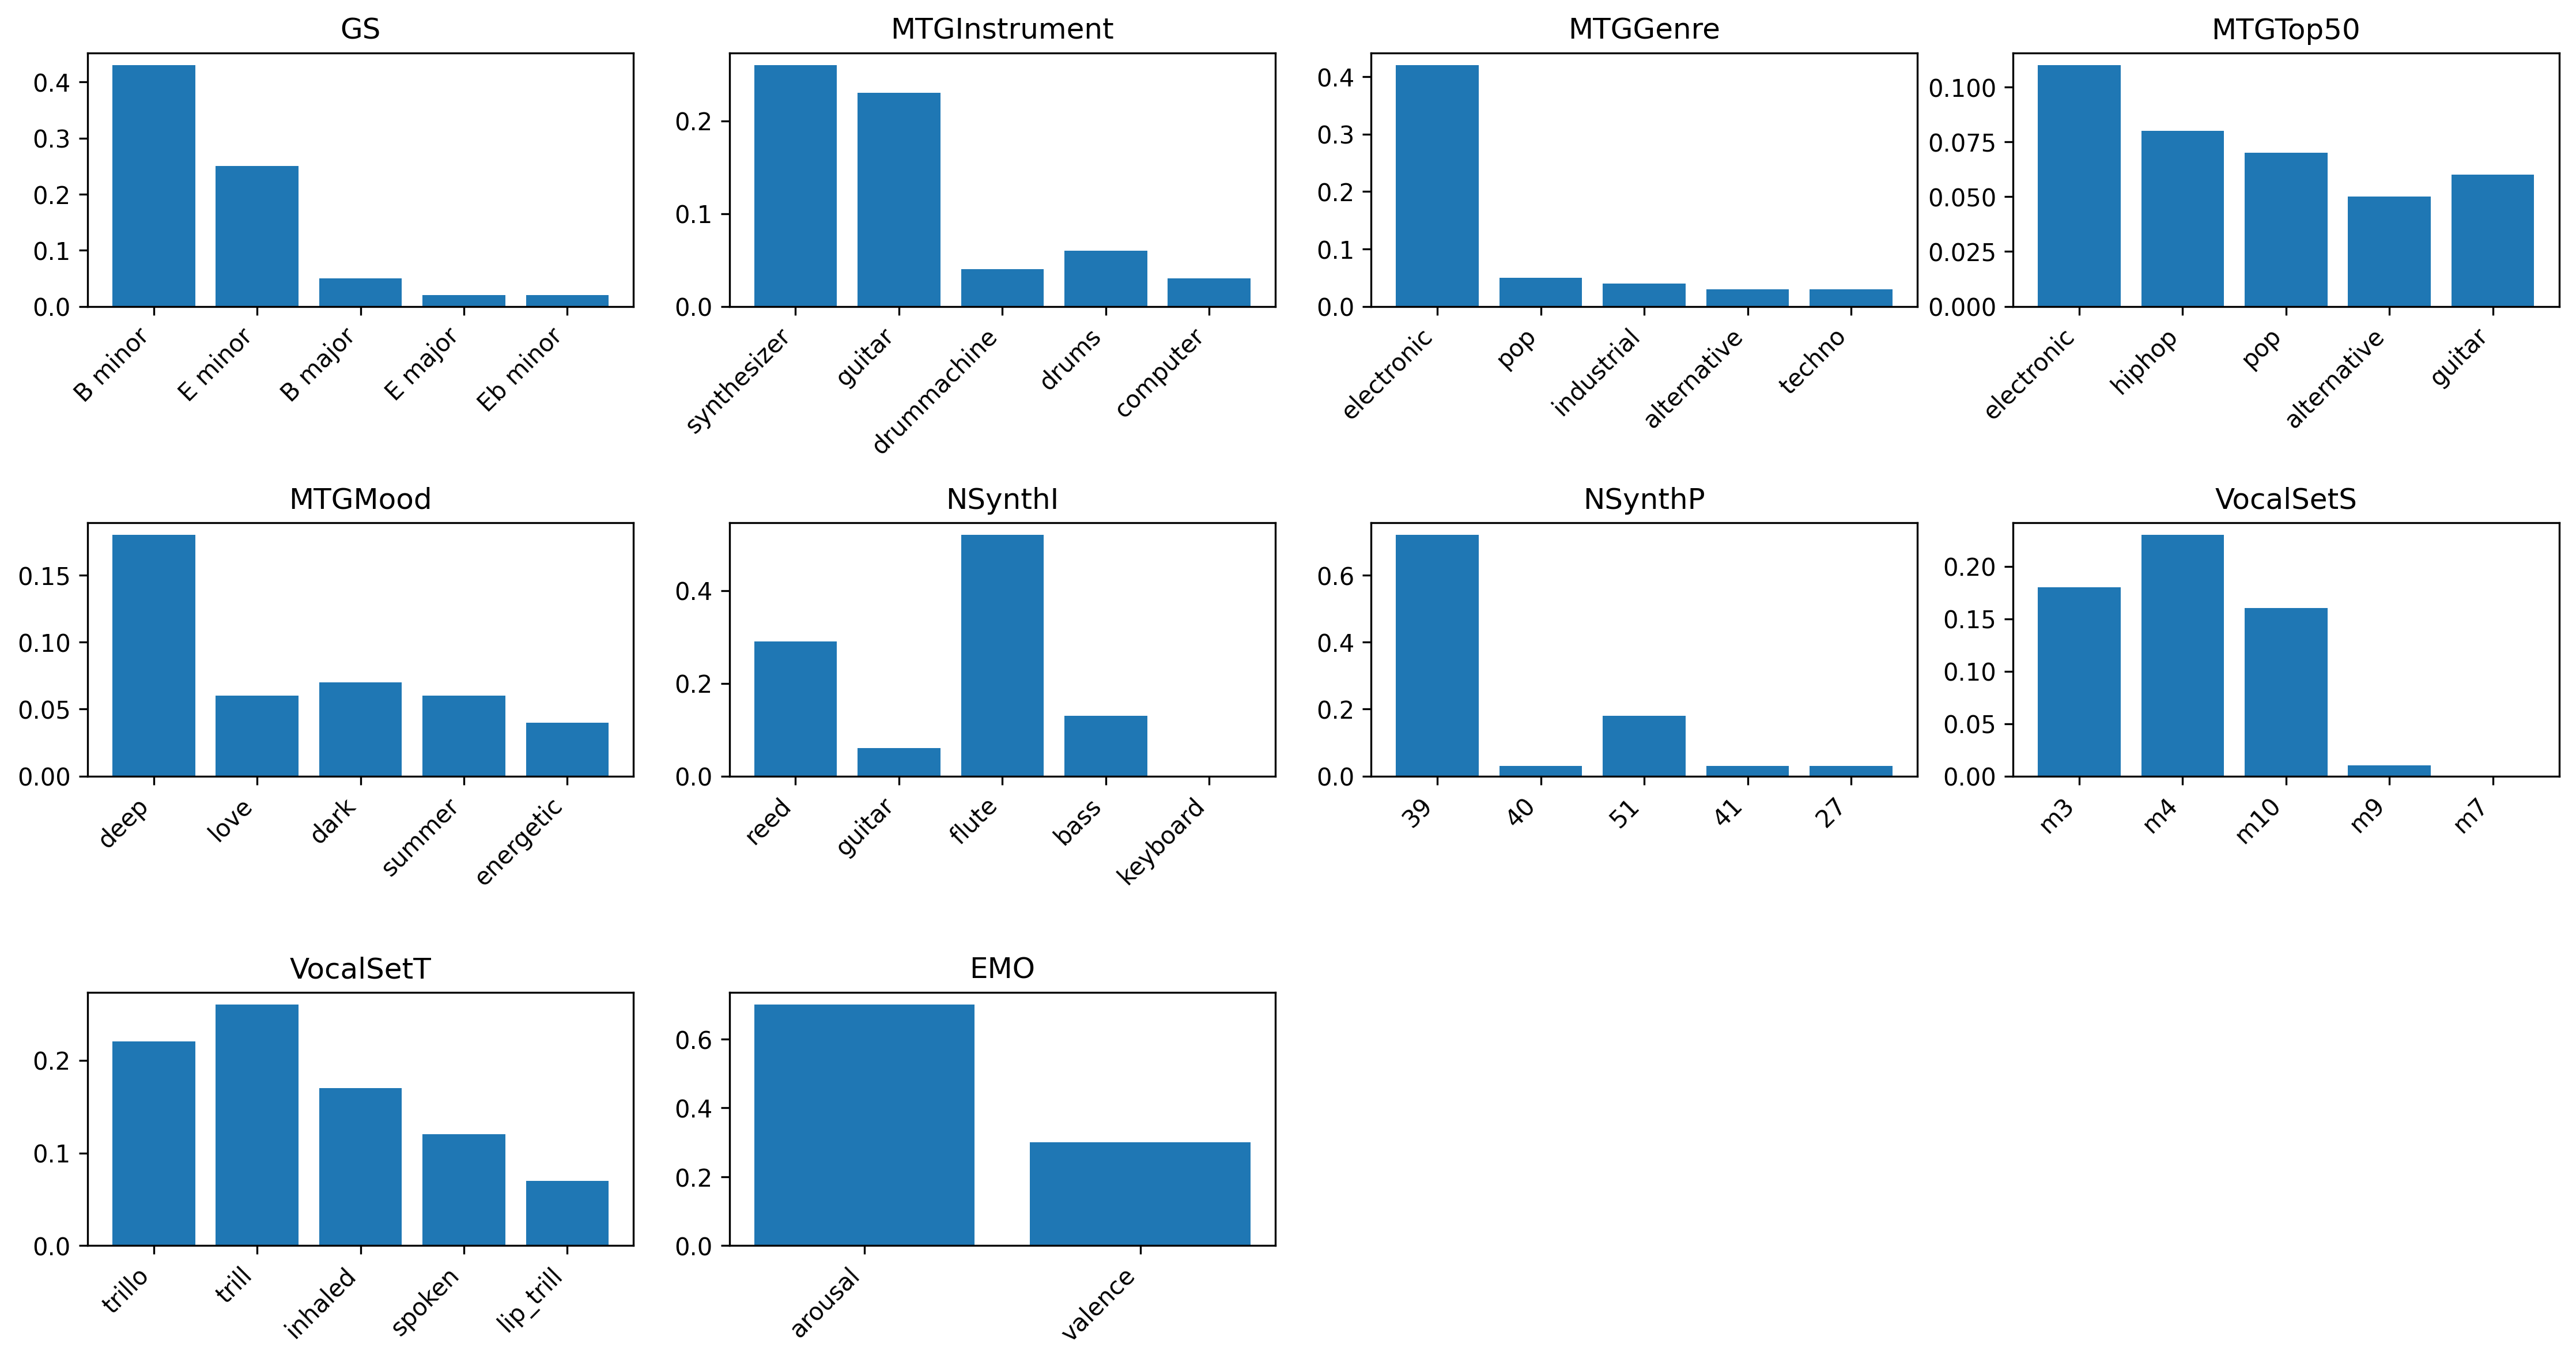 GS
0.4
0.3
0.2
0.1
0.0
B minor
E minor
B major
E major
Eb minor
MTGInstrument
0.2
0.1
0.0
synthesizer
guitar
drummachine
drums
computer
MTGGenre
0.4
0.3
0.2
0.1
0.0
electronic
pop
industrial
alternative
techno
MTGTop50
0.100
0.075
0.050
0.025
0.000
electronic
hiphop
pop
alternative
guitar
MTGMood
0.15
0.10
0.05
0.00
deep
love
dark
summer
energetic
NSynthI
0.4
0.2
0.0
reed
guitar
flute
bass
keyboard
NSynthP
0.6
0.4
0.2
0.0
39
40
51
41
27
VocalSetS
0.20
0.15
0.10
0.05
0.00
m3
m4
m10
m9
m7
VocalSetT
0.2
0.1
0.0
trillo
trill
inhaled
spoken
lip_trill
EMO
0.6
0.4
0.2
0.0
arousal
valence